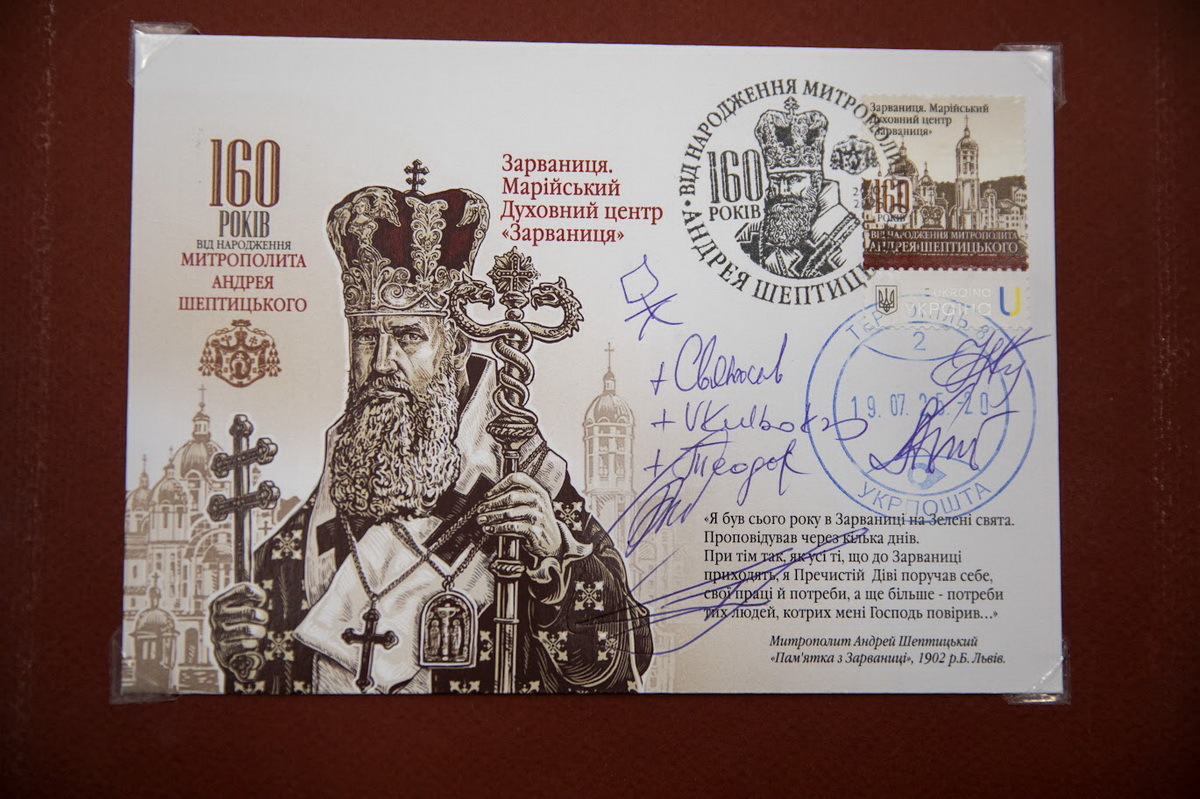 160
РОКІВ
ВІД НАРОДЖЕННЯ
МИТРОПОЛИТА
АНДРЕЯ
ШЕПТИЦЬКОГО
Зарваниця.
Марійський
Духовний центр
«Зарваниця»
ВІД НАРОДЖЕННЯ
АНДРЕЯ
160
РОКІВ
Зарваниця. Марійський
Духовний центр
«Зарваниця»
160
РОКІВ
ВІД НАРОДЖЕННЯ МИТРОПОЛИТА
АНДРЕЯ ШЕПТИЦЬКОГО
UKRAINA
УКРАЇНА
2
19.07.25.20
УКРПОШТА
+ Теодор
«Я був сього року в Зарваниці на Зелені свята.
Проповідував через кілька днів.
При тім так, як усі ті, що до Зарваниці
приходять, я Пречистій Діві поручав себе,
свої праці й потреби, а ще більше - потреби
тих людей, котрих мені Господь повірив...»
Митрополит Андрей Шептицький
«Пам'ятка з Зарваниці», 1902 р.Б. Львів.